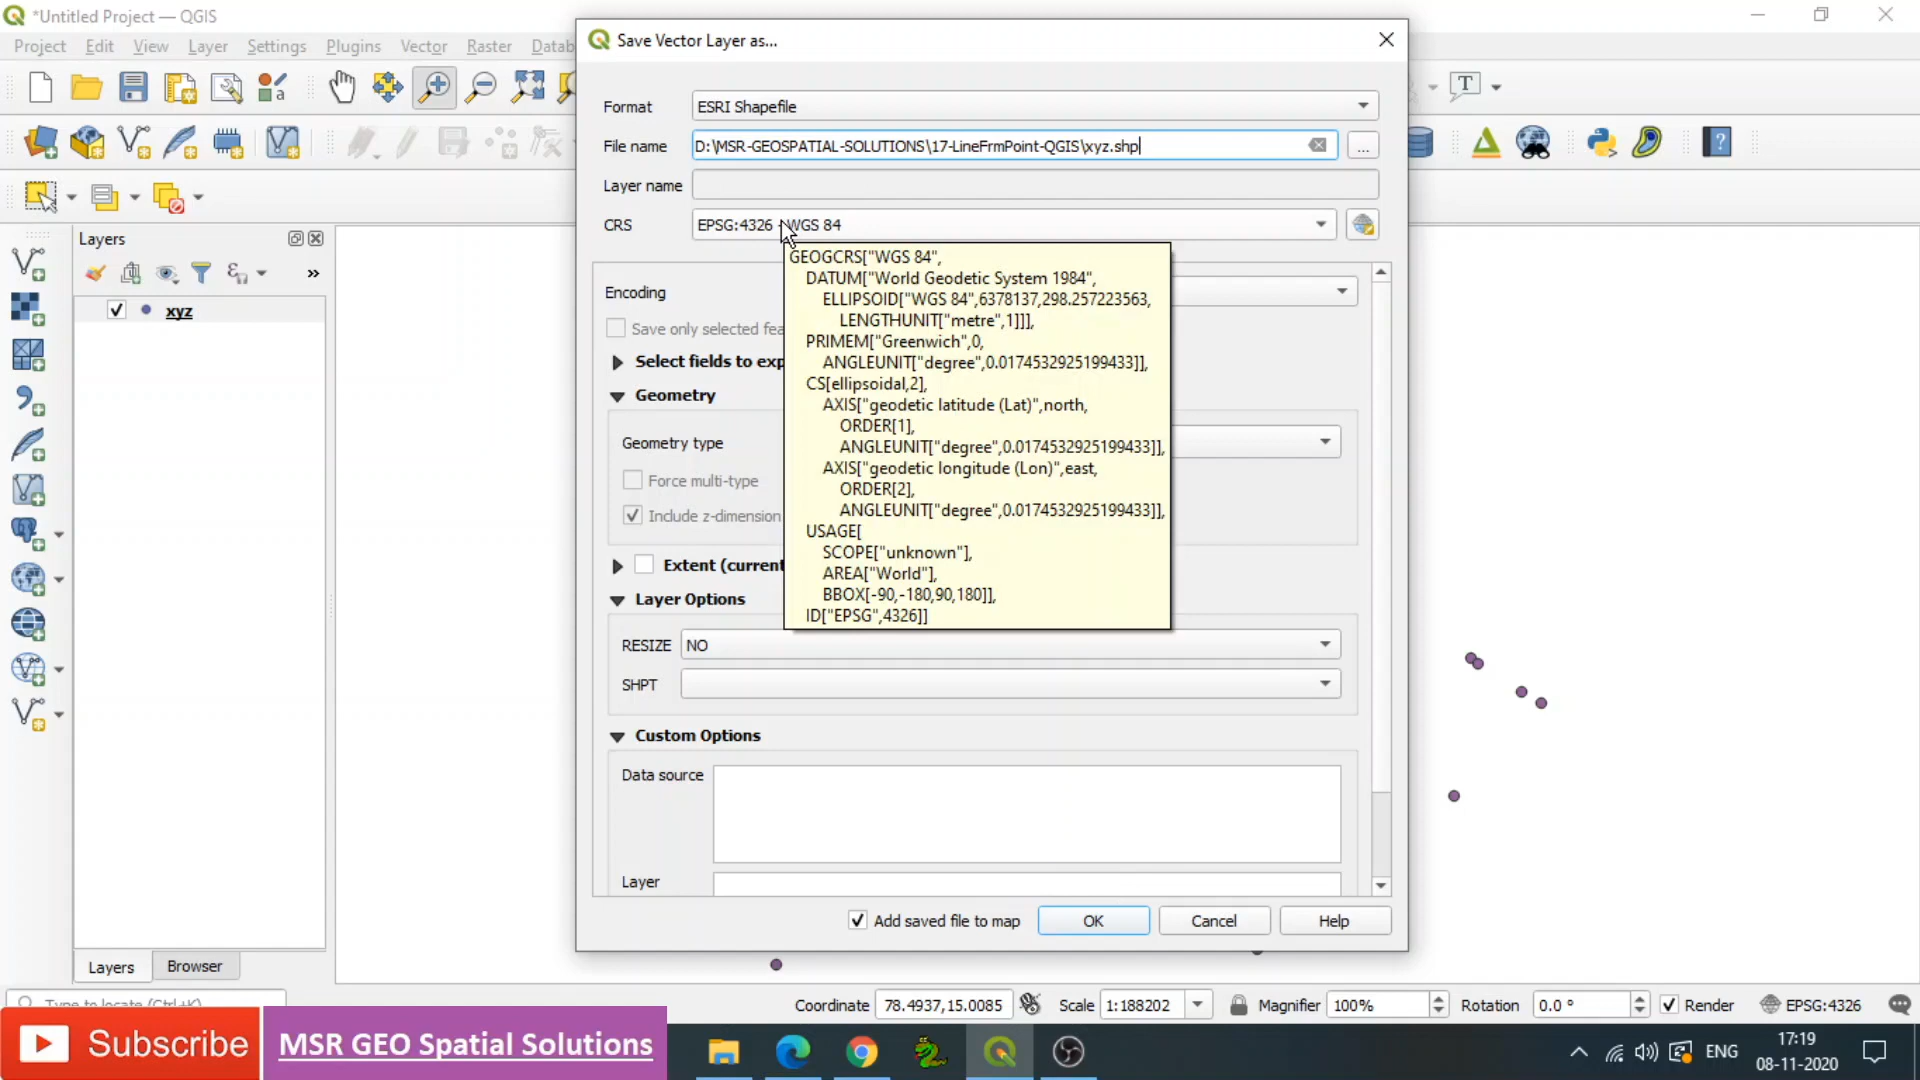 *Untitled Project — QGIS
Project Edit View Layer Settings Plugins Vector Raster Datab
Save Vector Layer as...
Format ESRI Shapefile
File name D:\MSR-GEOSPATIAL-SOLUTIONS\17-LineFrmPoint-QGIS\xyz.shp
...
Layer name
CRS EPSG:4326 - WGS 84
Layers
xyz
Encoding
Save only selected fea
Select fields to exp
Geometry
Geometry type
Force multi-type
Include z-dimension
Extent (current
Layer Options
GEOGCRS["WGS 84",
DATUM["World Geodetic System 1984",
ELLIPSOID["WGS 84",6378137,298.257223563,
LENGTHUNIT["metre",1]]],
PRIMEM["Greenwich",0,
ANGLEUNIT["degree",0.0174532925199433]],
CS[ellipsoidal,2],
AXIS["geodetic latitude (Lat)",north,
ORDER[1],
ANGLEUNIT["degree",0.0174532925199433]],
AXIS["geodetic longitude (Lon)",east,
ORDER[2],
ANGLEUNIT["degree",0.0174532925199433]],
USAGE[
SCOPE["unknown"],
AREA["World"],
BBOX[-90,-180,90,180]],
ID["EPSG",4326]]
RESIZE NO
SHPT
Custom Options
Data source
Layer
Add saved file to map OK Cancel Help
Layers Browser
Type to locate (Ctrl+K)
Coordinate 78.4937,15.0085 Scale 1:188202 Magnifier 100% Rotation 0.0 ° Render EPSG:4326
Subscribe MSR GEO Spatial Solutions
ENG
17:19
08-11-2020